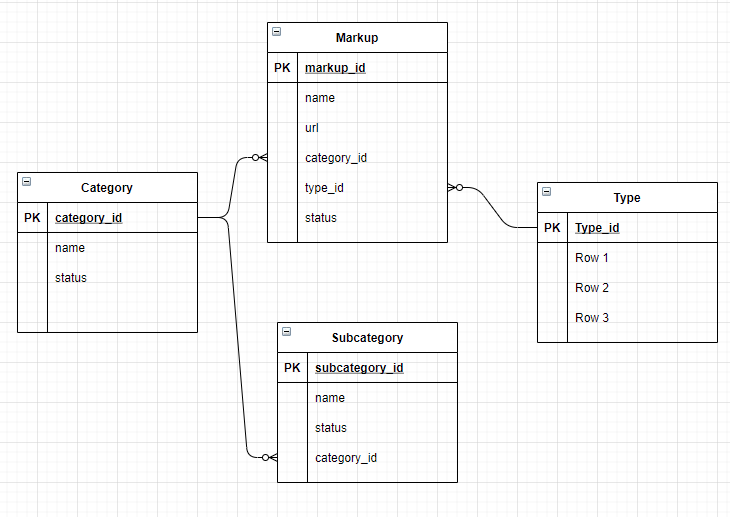 Markup
PK markup_id
name
url
category_id
type_id
status
Category
PK category_id
name
status
Type
PK Type_id
Row 1
Row 2
Row 3
Subcategory
PK subcategory_id
name
status
category_id